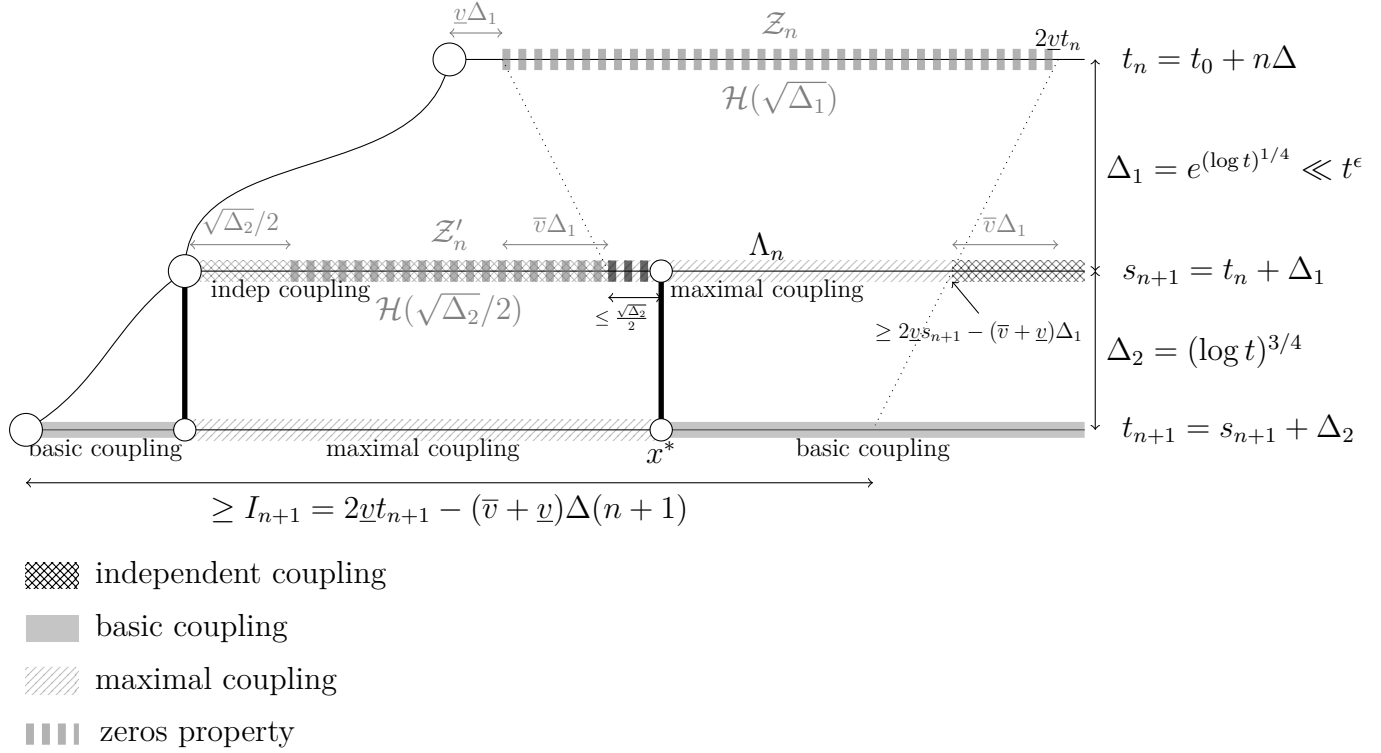 v̲Δ₁
𝒵ₙ
2v̲tₙ
tₙ = t₀ + nΔ
ℋ(√Δ₁)
Δ₁ = e^{(log t)^{1/4}} ≪ t^ϵ
√Δ₂/2
𝒵′ₙ
v̅Δ₁
Λₙ
v̅Δ₁
sₙ₊₁ = tₙ + Δ₁
indep coupling
maximal coupling
ℋ(√Δ₂/2)
≤ √Δ₂/2
≥ 2v̲sₙ₊₁ − (v̅ + v̲)Δ₁
Δ₂ = (log t)^{3/4}
tₙ₊₁ = sₙ₊₁ + Δ₂
basic coupling
maximal coupling
x*
basic coupling
≥ Iₙ₊₁ = 2v̲tₙ₊₁ − (v̅ + v̲)Δ(n + 1)
independent coupling
basic coupling
maximal coupling
zeros property